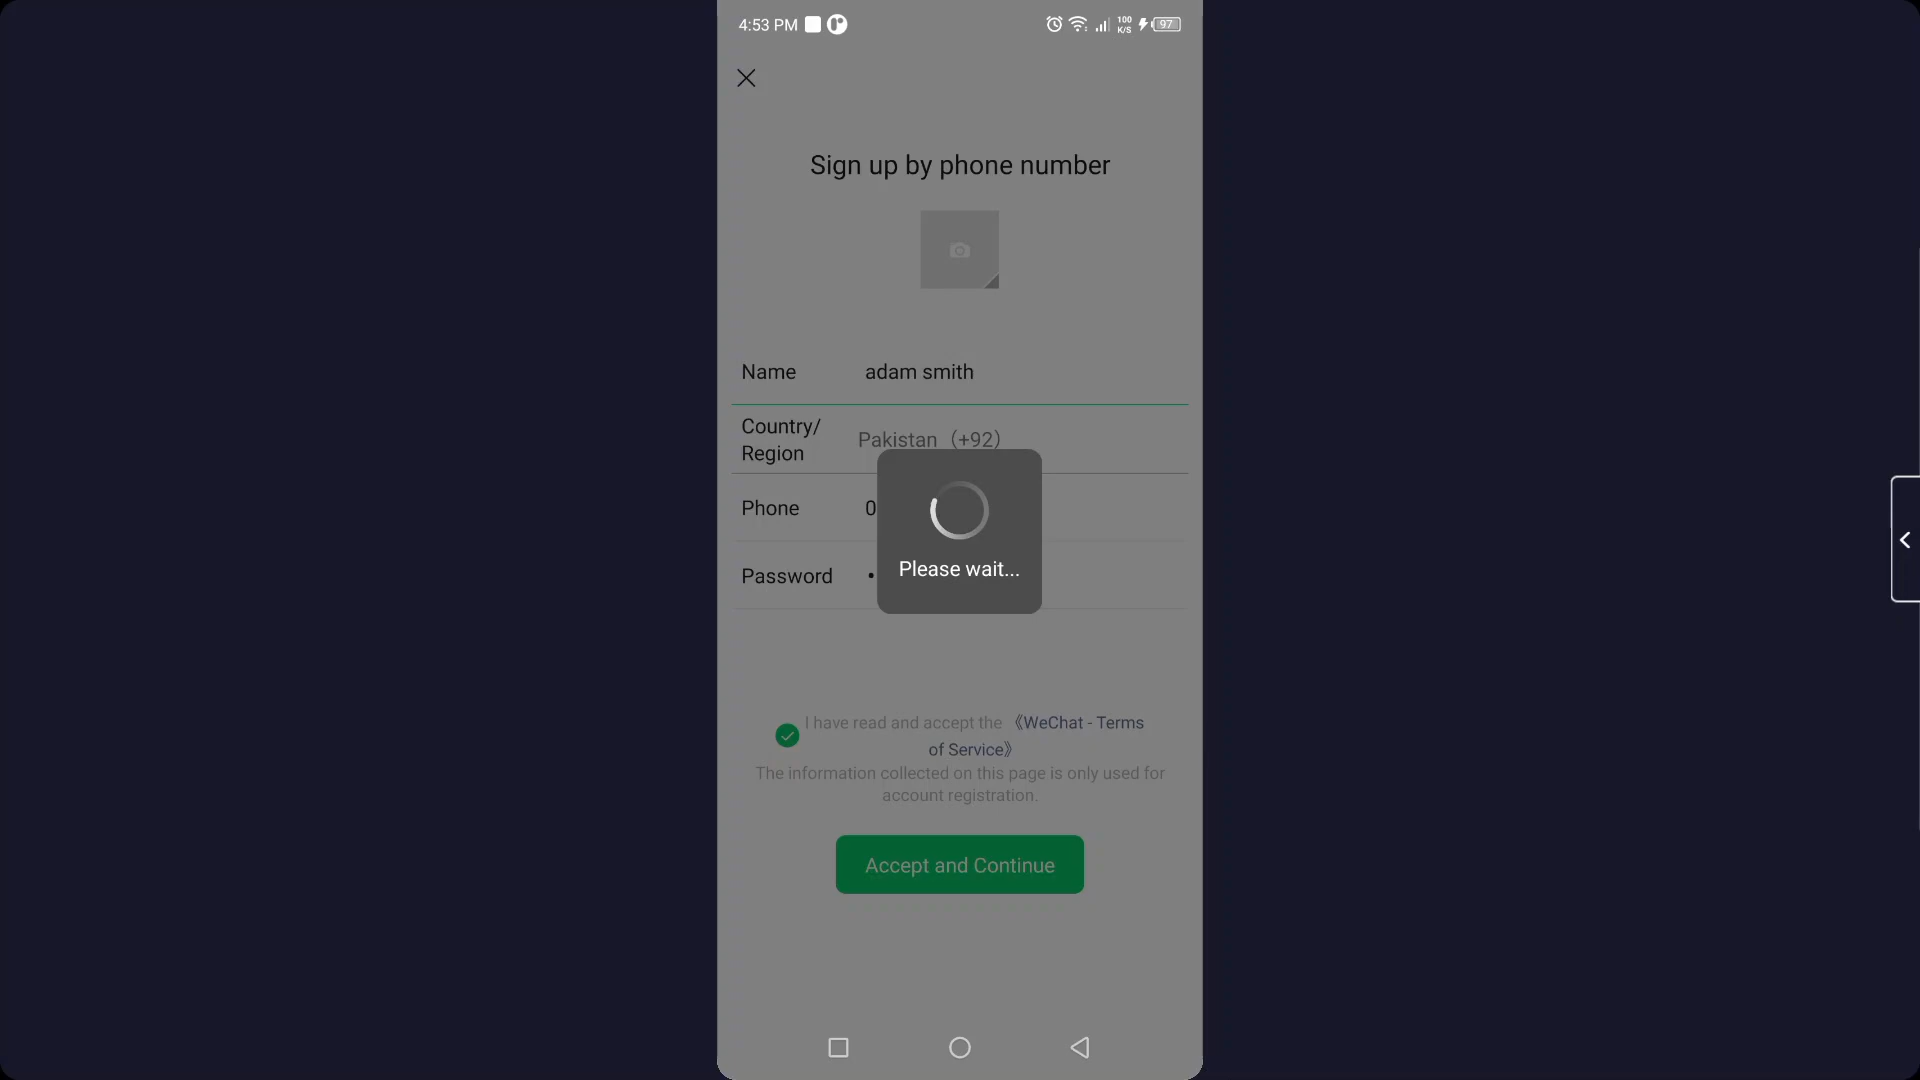 4:53 PM
100
K/S
97
Sign up by phone number
Name adam smith
Country/
Region
Pakistan（+92）
Phone 0
Password •
Please wait...
I have read and accept the 《WeChat - Terms
of Service》
The information collected on this page is only used for
account registration.
Accept and Continue